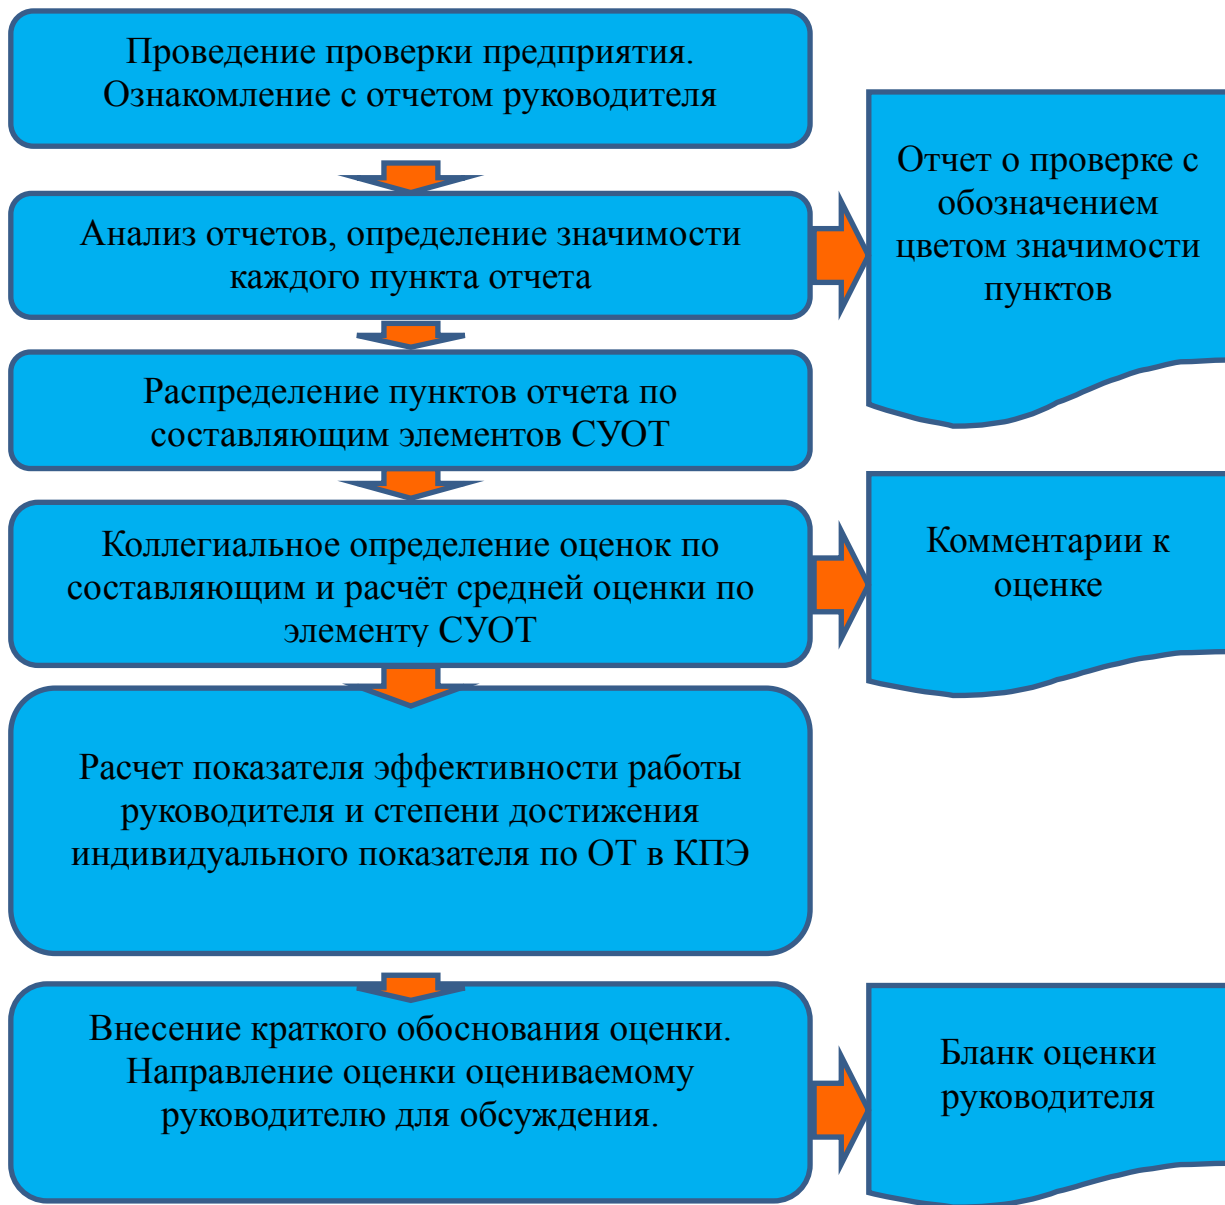 Проведение проверки предприятия.
Ознакомление с отчетом руководителя
Анализ отчетов, определение значимости
каждого пункта отчета
Отчет о проверке с
обозначением
цветом значимости
пунктов
Распределение пунктов отчета по
составляющим элементов СУОТ
Коллегиальное определение оценок по
составляющим и расчёт средней оценки по
элементу СУОТ
Комментарии к
оценке
Расчет показателя эффективности работы
руководителя и степени достижения
индивидуального показателя по ОТ в КПЭ
Внесение краткого обоснования оценки.
Направление оценки оцениваемому
руководителю для обсуждения.
Бланк оценки
руководителя